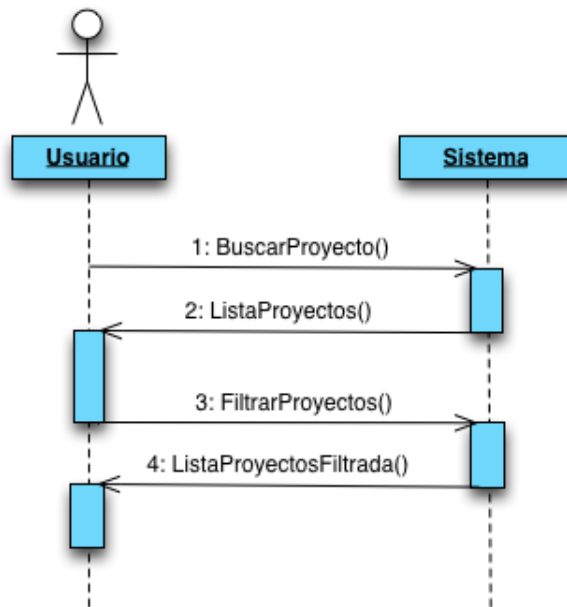 Usuario
Sistema
1: BuscarProyecto()
2: ListaProyectos()
3: FiltrarProyectos()
4: ListaProyectosFiltrada()